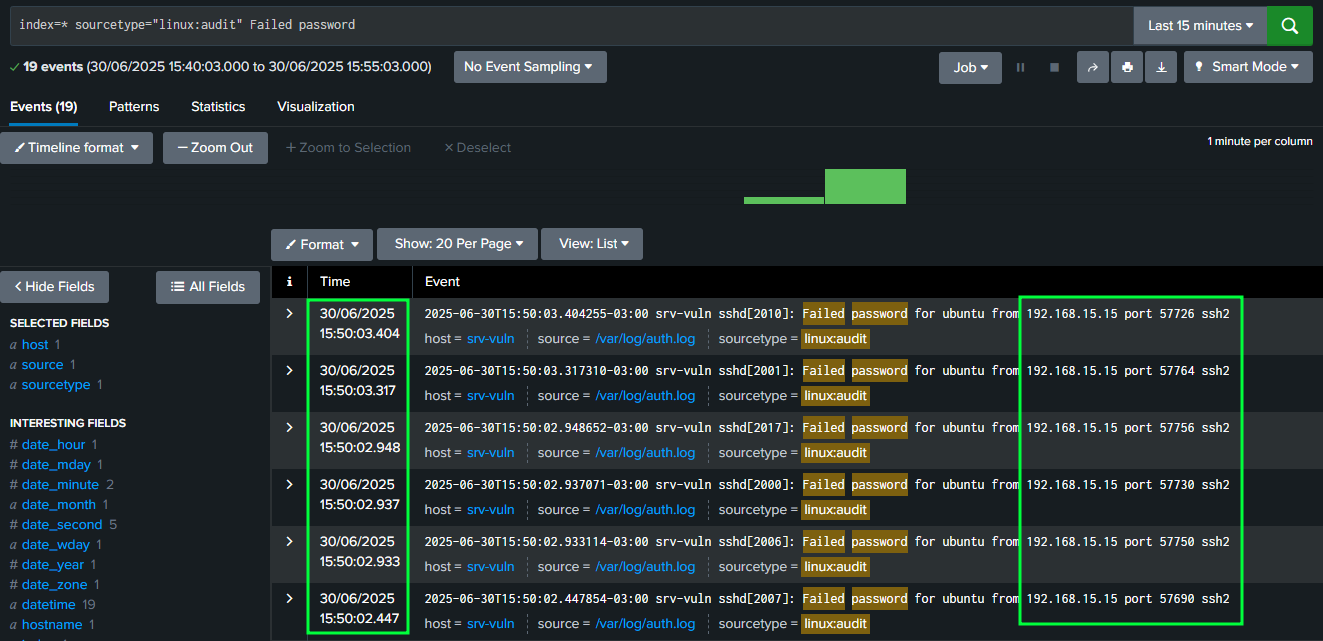 index=* sourcetype="linux:audit" Failed password
Last 15 minutes
19 events (30/06/2025 15:40:03.000 to 30/06/2025 15:55:03.000)
No Event Sampling
Job
Smart Mode
Events (19)
Patterns
Statistics
Visualization
Timeline format
Zoom Out
Zoom to Selection
Deselect
1 minute per column
Format
Show: 20 Per Page
View: List
Hide Fields
All Fields
SELECTED FIELDS
a host 1
a source 1
a sourcetype 1
INTERESTING FIELDS
# date_hour 1
# date_mday 1
# date_minute 2
a date_month 1
# date_second 5
a date_wday 1
# date_year 1
# date_zone 1
a datetime 19
a hostname 1
i
Time
Event
30/06/2025
15:50:03.404
2025-06-30T15:50:03.404255-03:00 srv-vuln sshd[2010]: Failed password for ubuntu from 192.168.15.15 port 57726 ssh2
host = srv-vuln source = /var/log/auth.log sourcetype = linux:audit
30/06/2025
15:50:03.317
2025-06-30T15:50:03.317310-03:00 srv-vuln sshd[2001]: Failed password for ubuntu from 192.168.15.15 port 57764 ssh2
host = srv-vuln source = /var/log/auth.log sourcetype = linux:audit
30/06/2025
15:50:02.948
2025-06-30T15:50:02.948652-03:00 srv-vuln sshd[2017]: Failed password for ubuntu from 192.168.15.15 port 57756 ssh2
host = srv-vuln source = /var/log/auth.log sourcetype = linux:audit
30/06/2025
15:50:02.937
2025-06-30T15:50:02.937071-03:00 srv-vuln sshd[2000]: Failed password for ubuntu from 192.168.15.15 port 57730 ssh2
host = srv-vuln source = /var/log/auth.log sourcetype = linux:audit
30/06/2025
15:50:02.933
2025-06-30T15:50:02.933114-03:00 srv-vuln sshd[2006]: Failed password for ubuntu from 192.168.15.15 port 57750 ssh2
host = srv-vuln source = /var/log/auth.log sourcetype = linux:audit
30/06/2025
15:50:02.447
2025-06-30T15:50:02.447854-03:00 srv-vuln sshd[2007]: Failed password for ubuntu from 192.168.15.15 port 57690 ssh2
host = srv-vuln source = /var/log/auth.log sourcetype = linux:audit